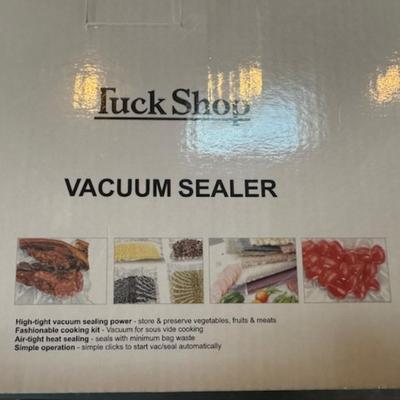 Tuck Shop
VACUUM SEALER
High-tight vacuum sealing power - store & preserve vegetables, fruits & meats
Fashionable cooking kit - Vacuum for sous vide cooking
Air-tight heat sealing - seals with minimum bag waste
Simple operation - simple clicks to start vac/seal automatically